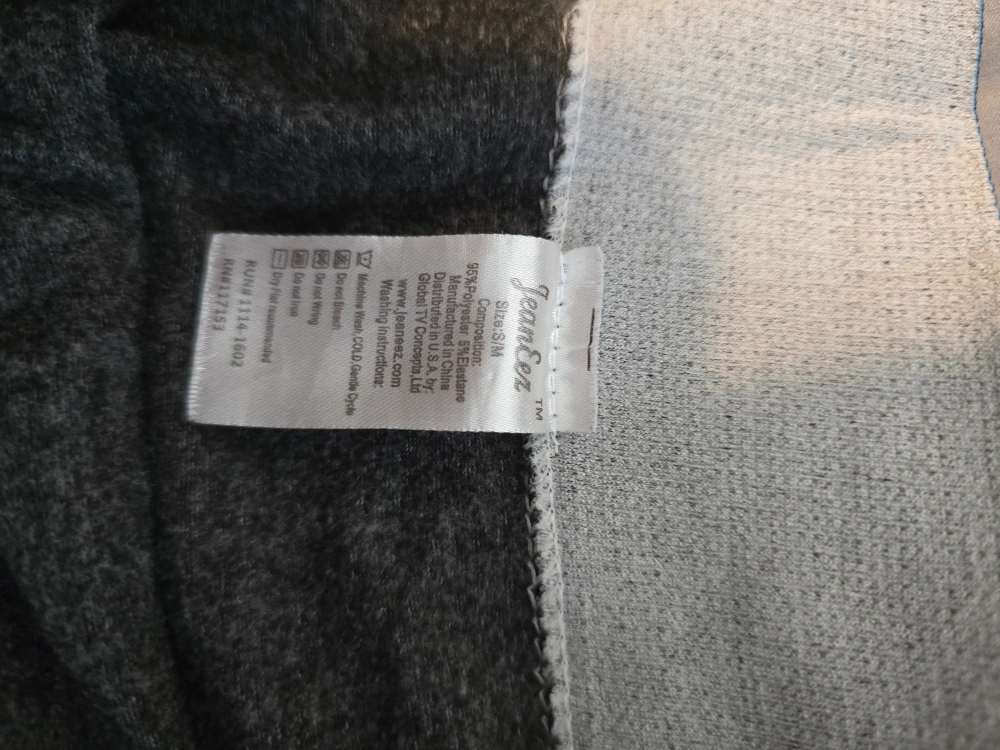 JeanEez ™
Size:S/M
Composition:
95%Polyester 5%Elastane
Manufactured in China
Distributed in U.S.A. by:
Global TV Concepts,Ltd
www.jeaneez.com
Washing Instructions:
Machine Wash,COLD,Gentle Cycle
Do not Bleach
Do not Wring
Do not Iron
Dry Flat Recommended
RUN# 1114-1602
RN#117153